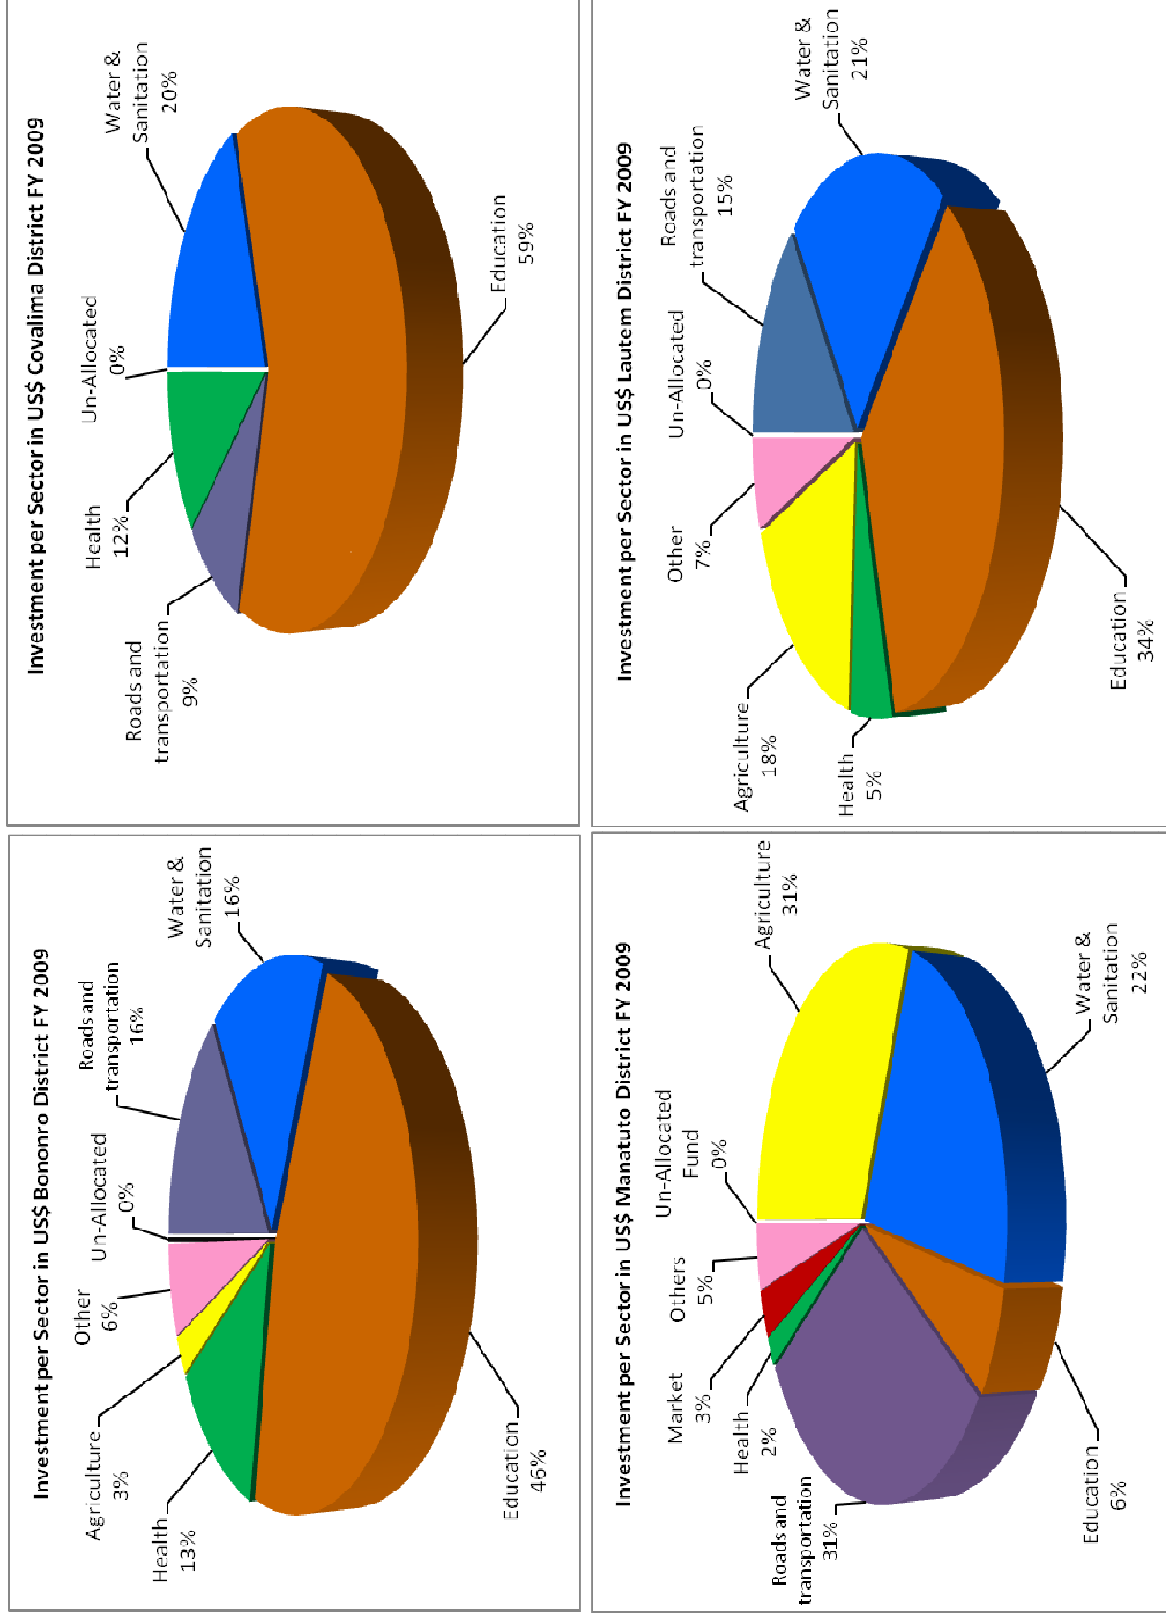 Investment per Sector in US$ Bononro District FY 2009
Un-Allocated
0%
Roads and
transportation
16%
Water &
Sanitation
16%
Education
46%
Health
13%
Agriculture
3%
Other
6%
Investment per Sector in US$ Covalima District FY 2009
Un-Allocated
0%
Water &
Sanitation
20%
Education
59%
Roads and
transportation
9%
Health
12%
Investment per Sector in US$ Manatuto District FY 2009
Un-Allocated
Fund
0%
Agriculture
31%
Water &
Sanitation
22%
Education
6%
Roads and
transportation
31%
Health
2%
Market
3%
Others
5%
Investment per Sector in US$ Lautem District FY 2009
Un-Allocated
0%
Roads and
transportation
15%
Water &
Sanitation
21%
Education
34%
Health
5%
Agriculture
18%
Other
7%